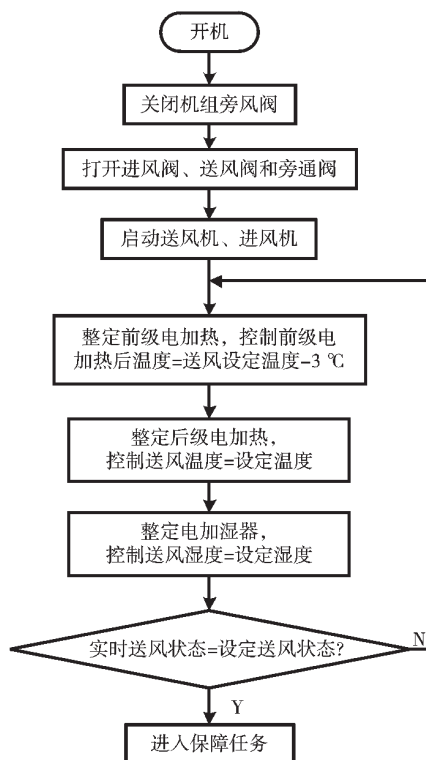 开机
关闭机组旁风阀
打开进风阀、送风阀和旁通阀
启动送风机、进风机
整定前级电加热，控制前级电
加热后温度=送风设定温度-3 ℃
整定后级电加热，
控制送风温度=设定温度
整定电加湿器，
控制送风湿度=设定湿度
实时送风状态=设定送风状态?
N
Y
进入保障任务